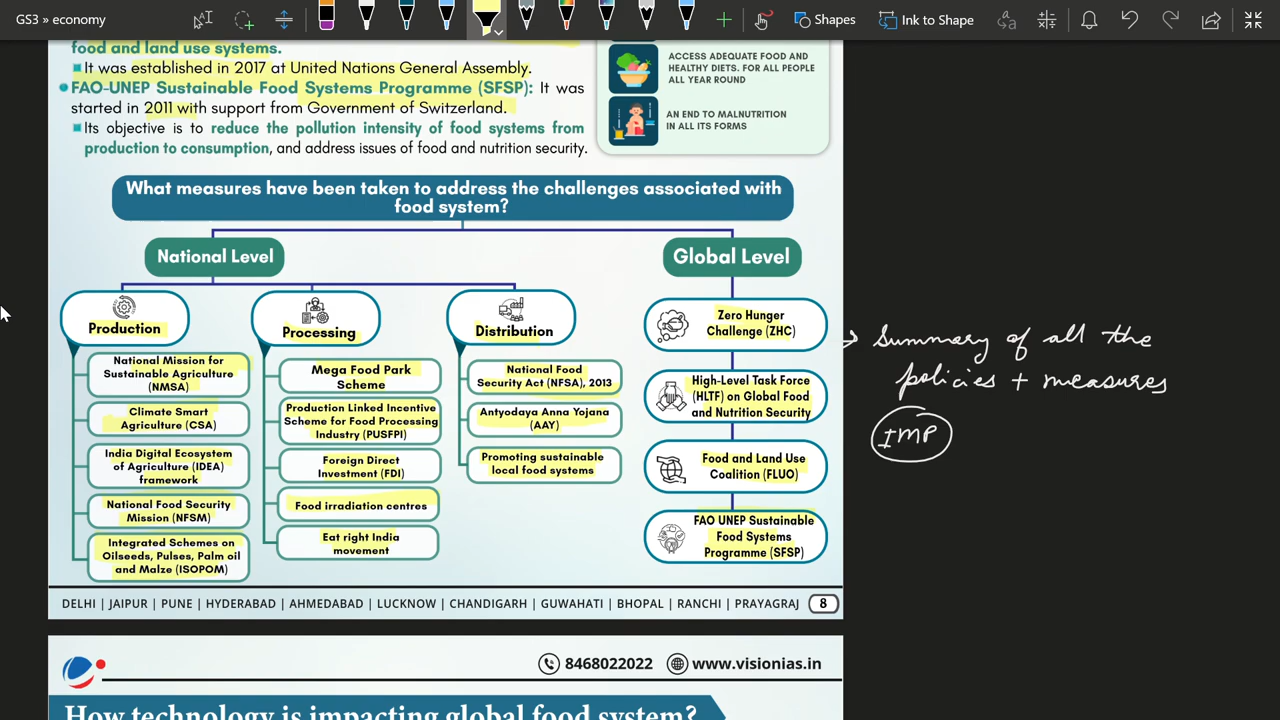 GS3 » economy
Shapes
Ink to Shape
food and land use systems.
It was established in 2017 at United Nations General Assembly.
FAO-UNEP Sustainable Food Systems Programme (SFSP): It was
started in 2011 with support from Government of Switzerland.
Its objective is to reduce the pollution intensity of food systems from
production to consumption, and address issues of food and nutrition security.
ACCESS ADEQUATE FOOD AND
HEALTHY DIETS. FOR ALL PEOPLE
ALL YEAR ROUND
AN END TO MALNUTRITION
IN ALL ITS FORMS
What measures have been taken to address the challenges associated with
food system?
National Level
Production
National Mission for
Sustainable Agriculture
(NMSA)
Climate Smart
Agriculture (CSA)
India Digital Ecosystem
of Agriculture (IDEA)
framework
National Food Security
Mission (NFSM)
Integrated Schemes on
Oilseeds, Pulses, Palm oil
and Malze (ISOPOM)
Processing
Mega Food Park
Scheme
Production Linked Incentive
Scheme for Food Processing
Industry (PUSFPI)
Foreign Direct
Investment (FDI)
Food irradiation centres
Eat right India
movement
Distribution
National Food
Security Act (NFSA), 2013
Antyodaya Anna Yojana
(AAY)
Promoting sustainable
local food systems
Global Level
Zero Hunger
Challenge (ZHC)
High-Level Task Force
(HLTF) on Global Food
and Nutrition Security
Food and Land Use
Coalition (FLUO)
FAO UNEP Sustainable
Food Systems
Programme (SFSP)
→ Summary of all the
policies + measures
IMP
DELHI | JAIPUR | PUNE | HYDERABAD | AHMEDABAD | LUCKNOW | CHANDIGARH | GUWAHATI | BHOPAL | RANCHI | PRAYAGRAJ 8
8468022022 www.visionias.in
How technology is impacting global food system?